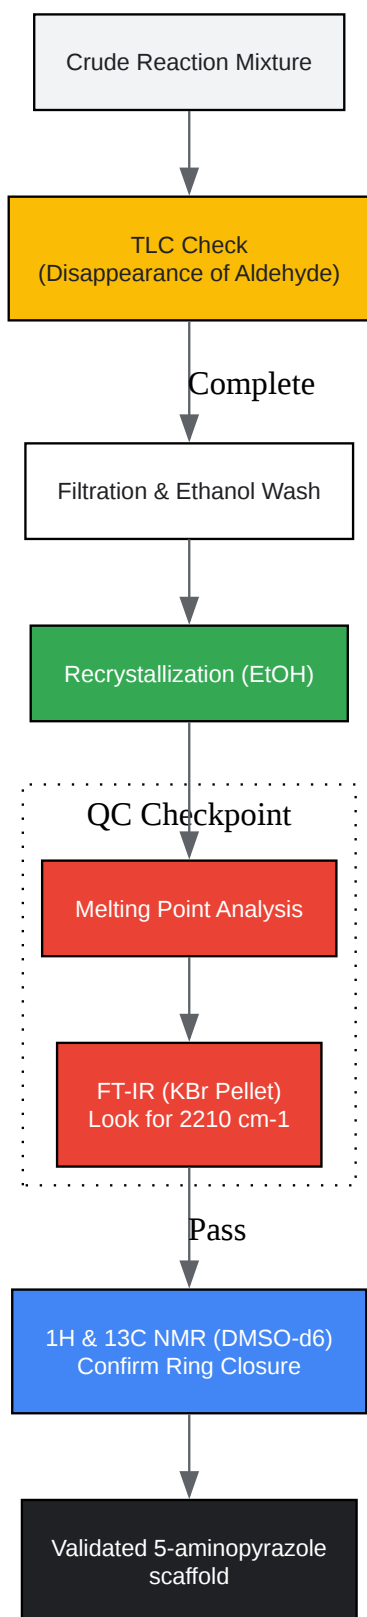 Crude Reaction Mixture
TLC Check
(Disappearance of Aldehyde)
Complete
Filtration & Ethanol Wash
Recrystallization (EtOH)
QC Checkpoint
Melting Point Analysis
FT-IR (KBr Pellet)
Look for 2210 cm-1
Pass
1H & 13C NMR (DMSO-d6)
Confirm Ring Closure
Validated 5-aminopyrazole
scaffold